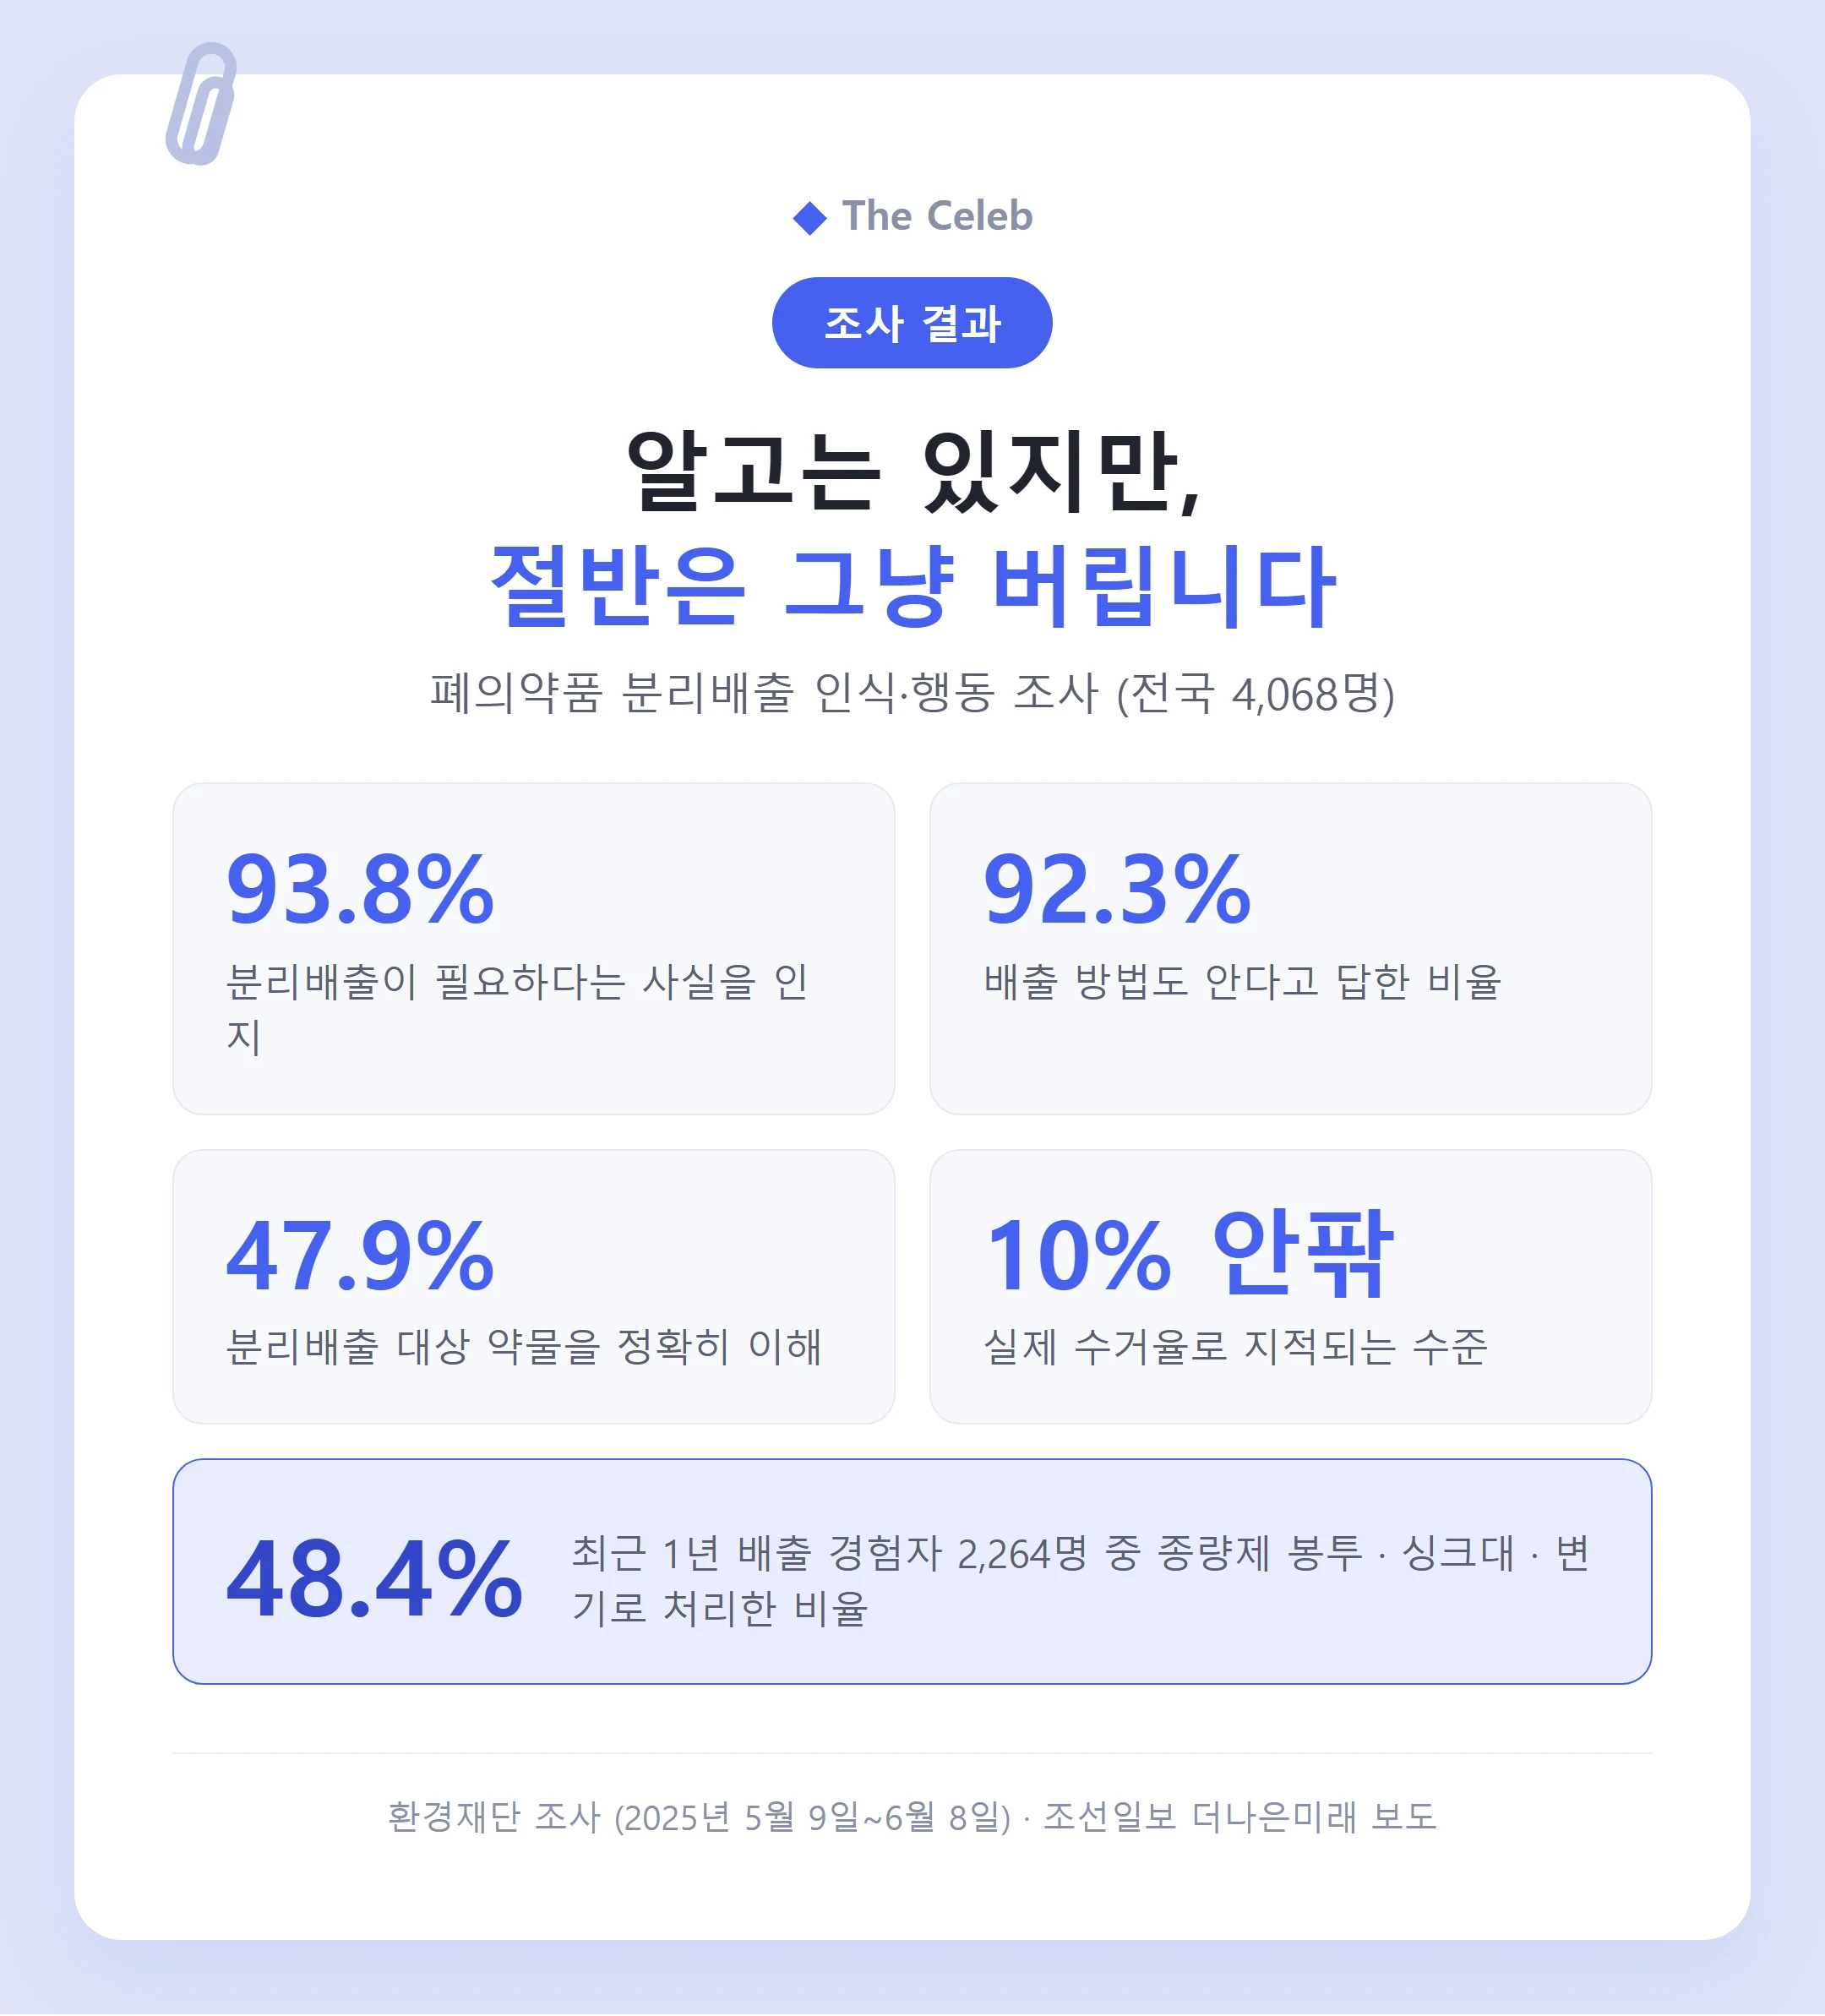 The Celeb
조사 결과
알고는 있지만,
절반은 그냥 버립니다
폐의약품 분리배출 인식·행동 조사 (전국 4,068명)
93.8%
분리배출이 필요하다는 사실을 인
지
92.3%
배출 방법도 안다고 답한 비율
47.9%
분리배출 대상 약물을 정확히 이해
10% 안팎
실제 수거율로 지적되는 수준
48.4%
최근 1년 배출 경험자 2,264명 중 종량제 봉투 · 싱크대 · 변
기로 처리한 비율
환경재단 조사 (2025년 5월 9일~6월 8일) · 조선일보 더나은미래 보도